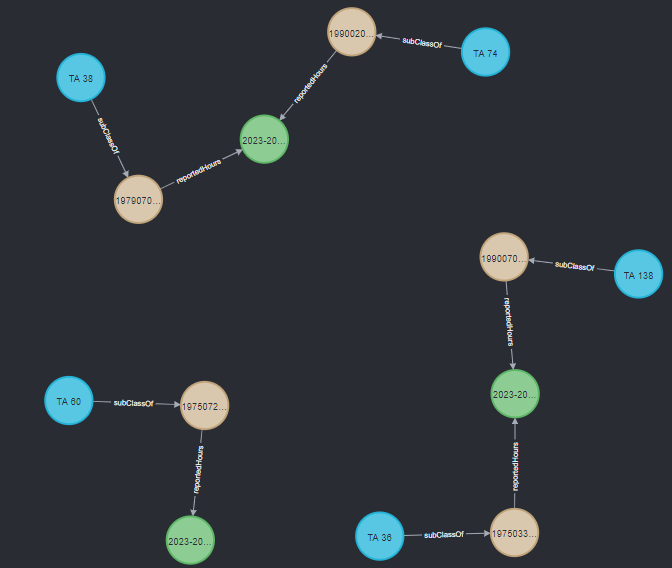 1990020...
subClassOf
TA 74
TA 38
reportedHours
subClassOf
2023-20...
reportedHours
1979070...
1990070...
subClassOf
TA 138
reportedHours
TA 60
subClassOf
1975072...
2023-20...
reportedHours
reportedHours
2023-20...
TA 36
subClassOf
1975033...